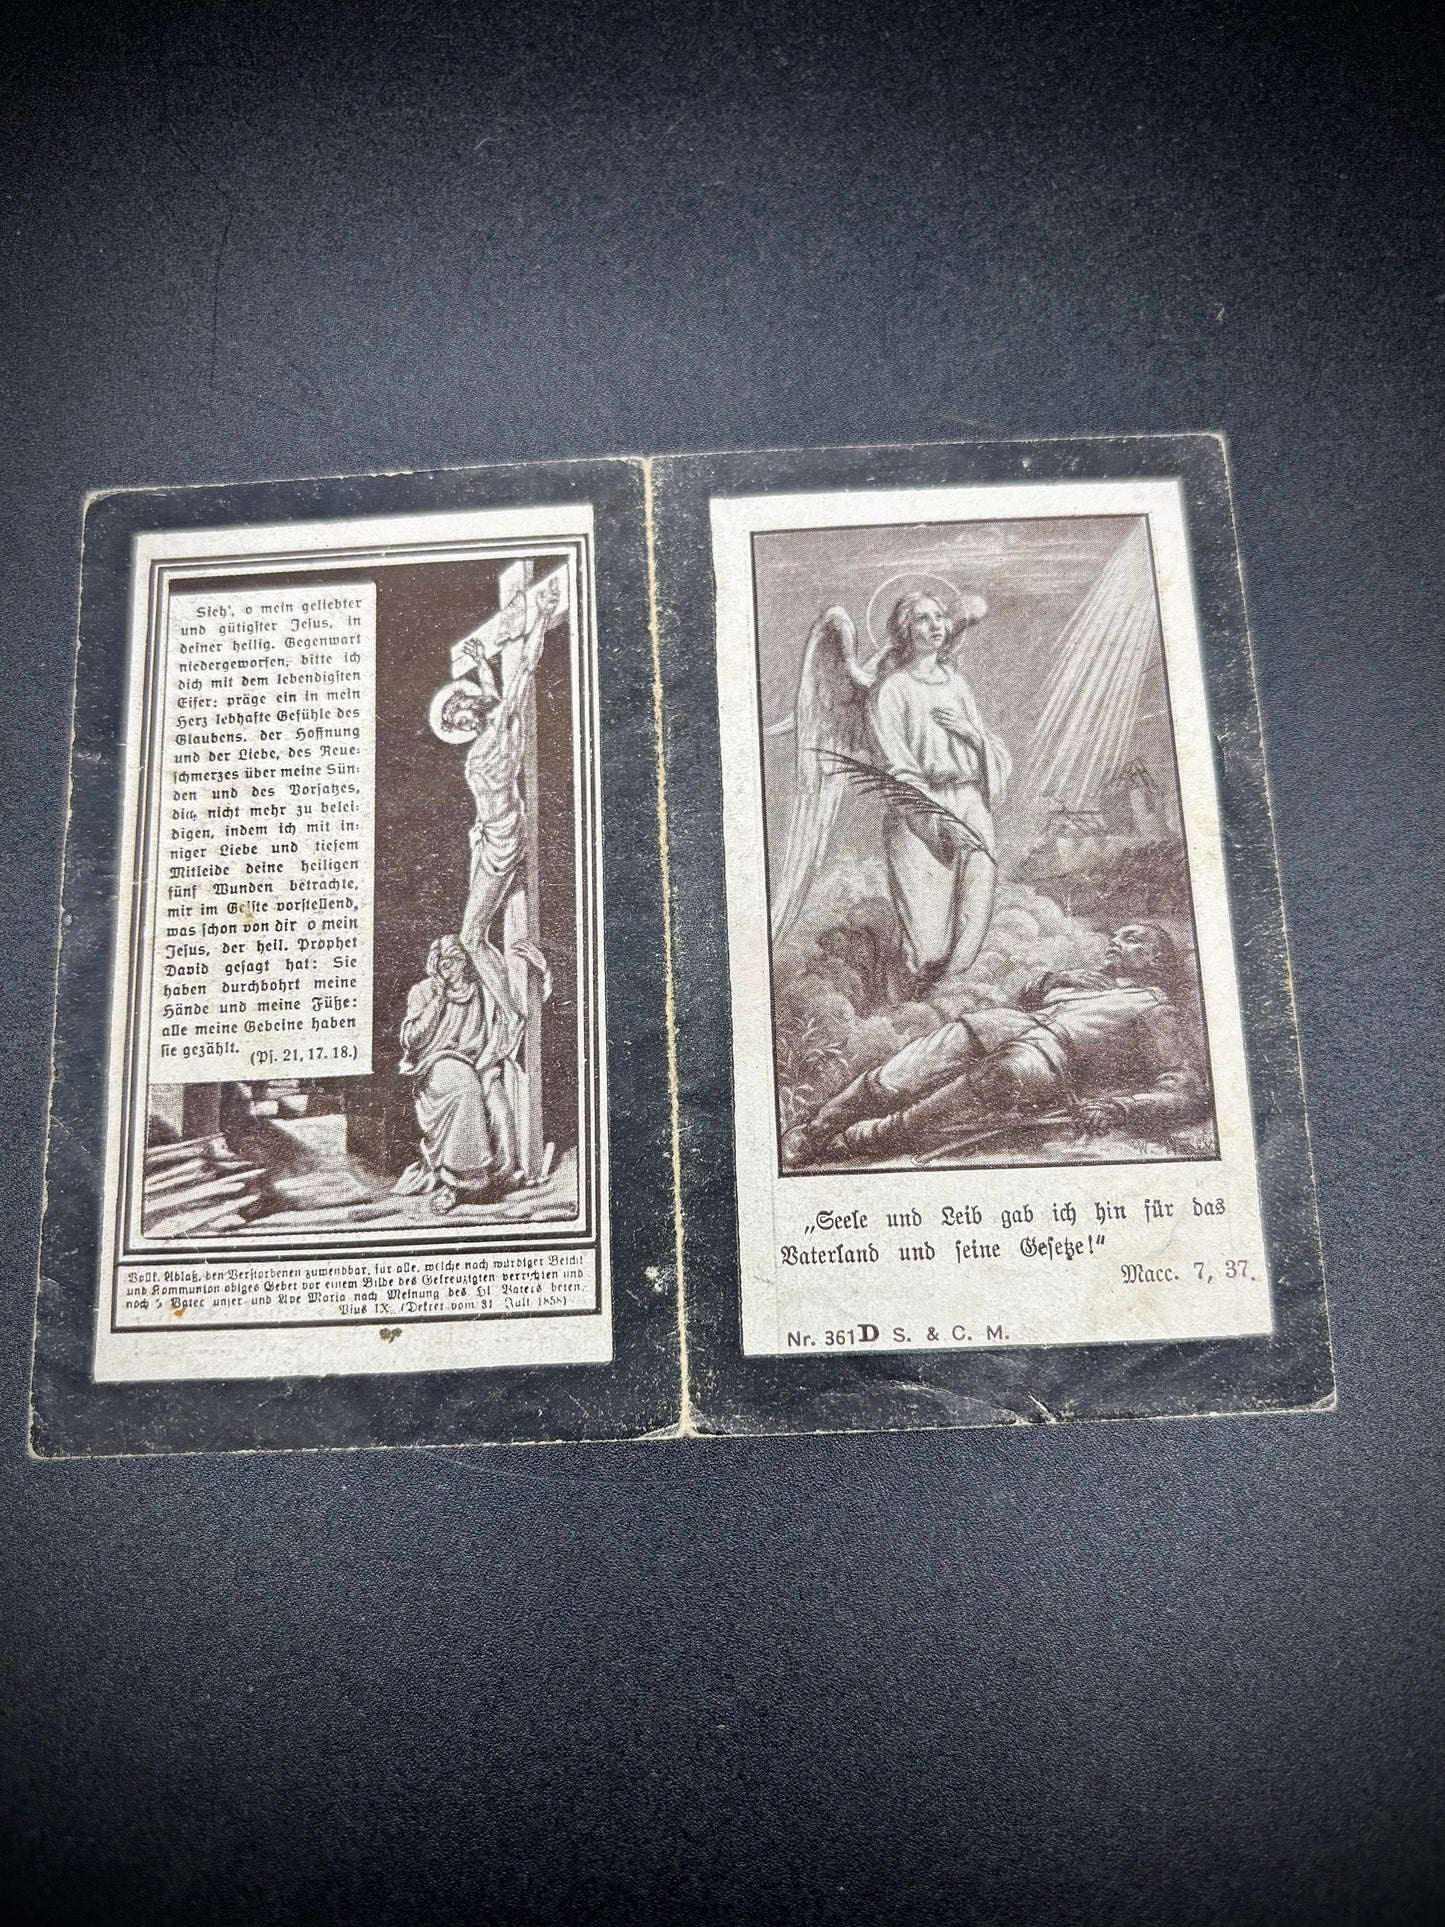 Sieh', o mein geliebter
und gütigster Jesus, in
deiner heilig. Gegenwart
niedergeworfen, bitte ich
dich mit dem lebendigsten
Eifer: präge ein in mein
Herz lebhafte Gefühle des
Glaubens, der Hoffnung
und der Liebe, des Reue-
schmerzes über meine Sün-
den und des Vorsatzes,
dich nicht mehr zu belei-
digen, indem ich mit in-
niger Liebe und tiefem
Mitleide deine heiligen
fünf Wunden betrachte,
mir im Geiste vorstellend,
was schon von dir o mein
Jesus, der heil. Prophet
David gesagt hat: Sie
haben durchbohrt meine
Hände und meine Füße:
alle meine Gebeine haben
sie gezählt. (Ps. 21, 17. 18.)
Vollk. Ablaß, den Verstorbenen zuwendbar, für alle, welche nach würdiger Beicht
und Kommunion obiges Gebet vor einem Bilde des Gekreuzigten verrichten und
noch 5 Vater unser und Ave Maria nach Meinung des Hl. Vaters beten.
Pius IX. (Dekret vom 31 Juli 1858)
„Seele und Leib gab ich hin für das
Vaterland und seine Gesetze!"
Macc. 7, 37.
Nr. 361 D S. & C. M.